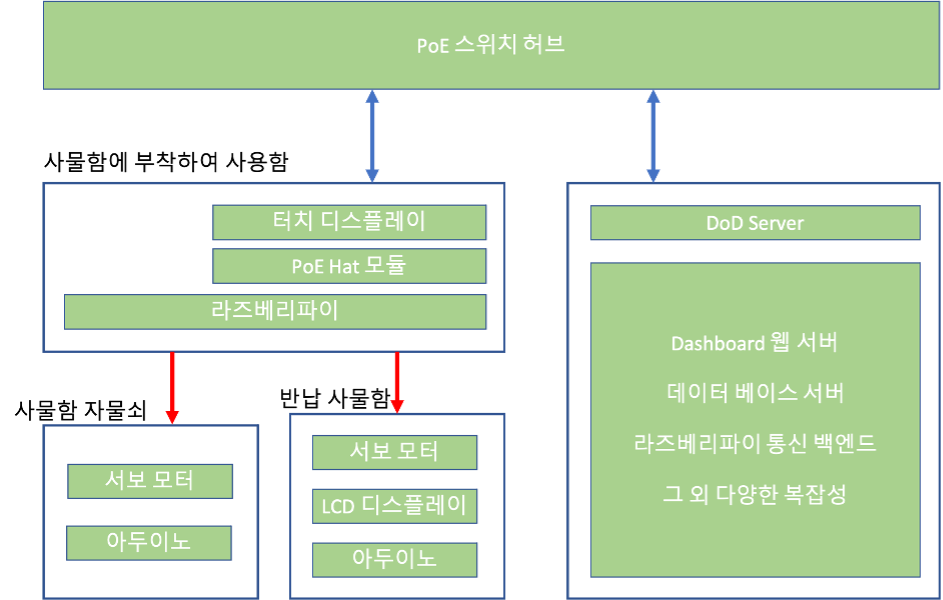 PoE 스위치 허브
사물함에 부착하여 사용함
터치 디스플레이
PoE Hat 모듈
라즈베리파이
DoD Server
Dashboard 웹 서버
데이터 베이스 서버
라즈베리파이 통신 백엔드
그 외 다양한 복잡성
사물함 자물쇠
서보 모터
아두이노
반납 사물함
서보 모터
LCD 디스플레이
아두이노